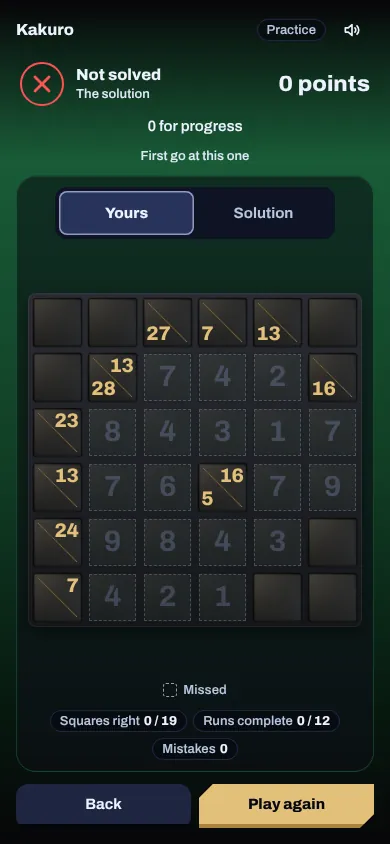 Kakuro
Practice
Not solved
The solution
0 points
0 for progress
First go at this one
Yours
Solution
27 7 13
13 28 7 4 2 16
23 8 4 3 1 7
13 7 6 16 5 7 9
24 9 8 4 3
7 4 2 1
Missed
Squares right 0 / 19
Runs complete 0 / 12
Mistakes 0
Back
Play again